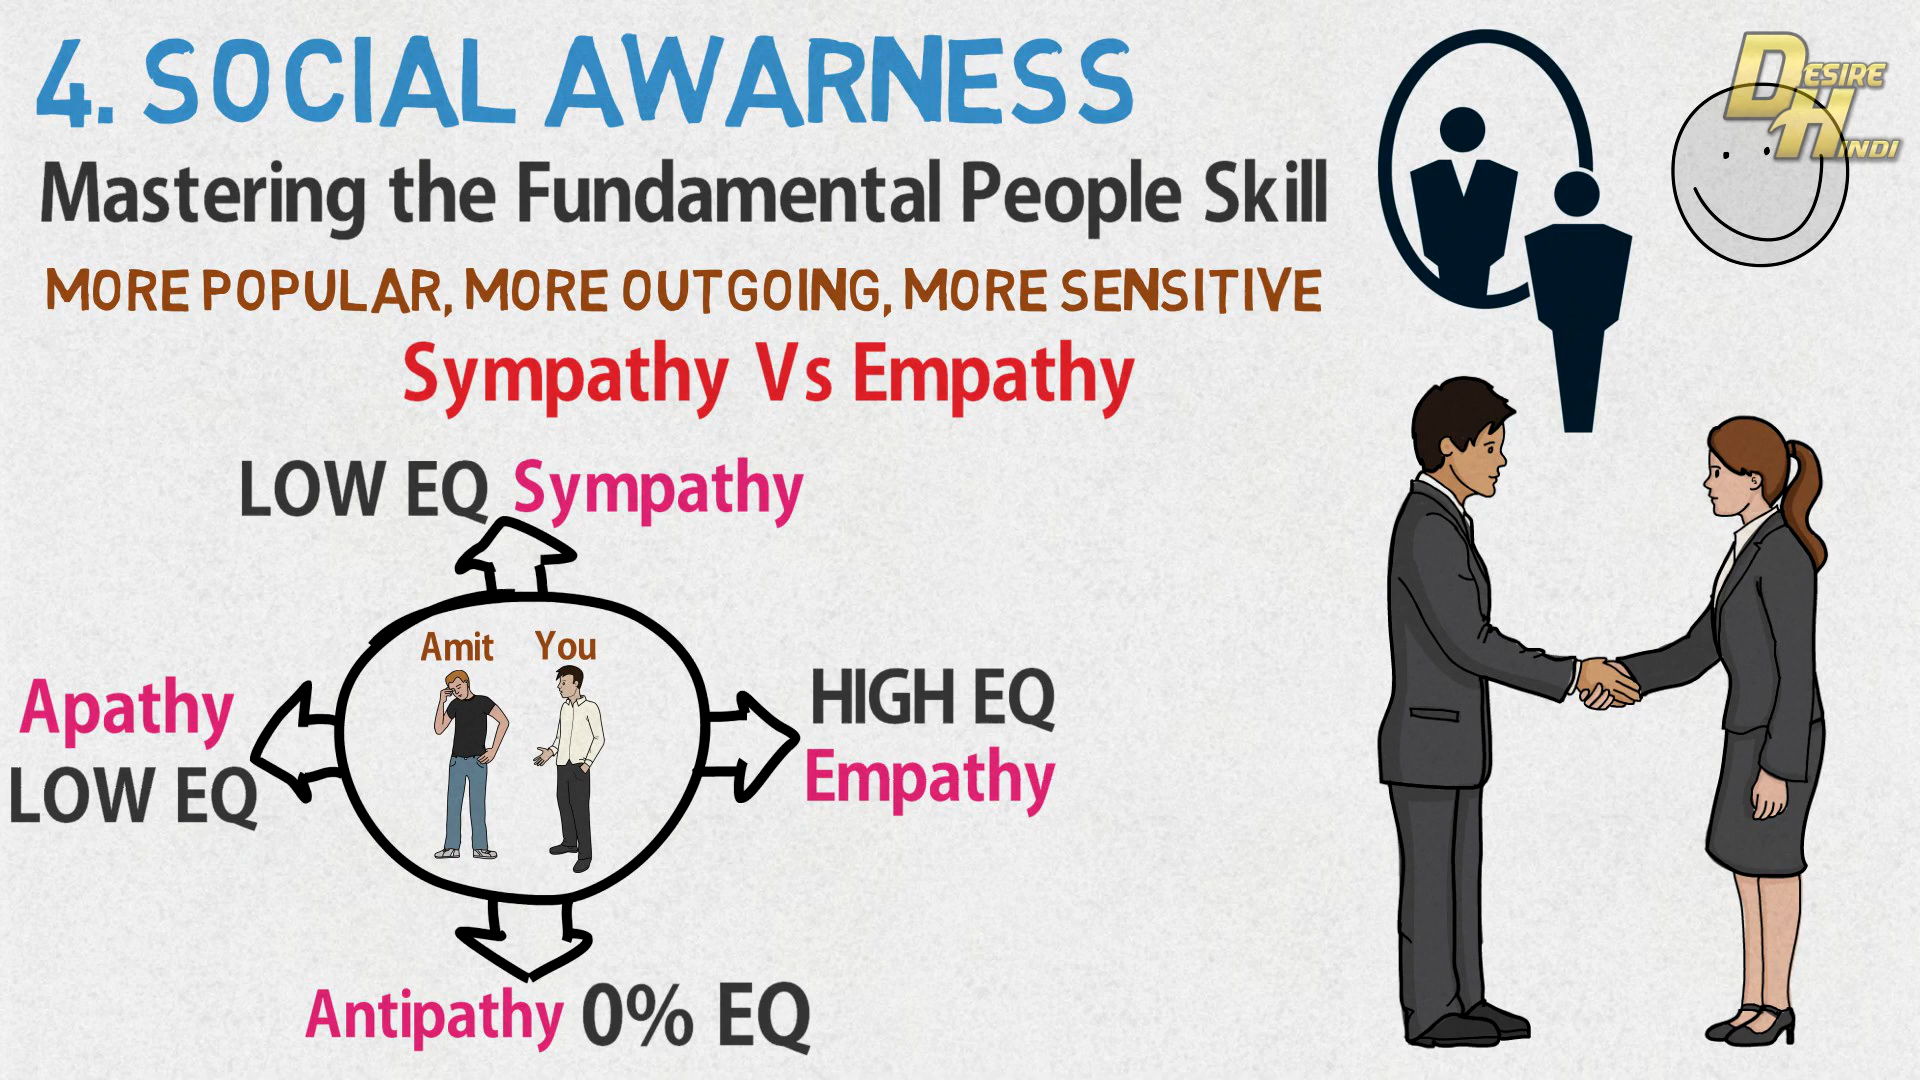 4. SOCIAL AWARNESS
DESIRE
HINDI
Mastering the Fundamental People Skill
MORE POPULAR, MORE OUTGOING, MORE SENSITIVE
Sympathy Vs Empathy
LOW EQ Sympathy
Amit You
Apathy
LOW EQ
HIGH EQ
Empathy
Antipathy 0% EQ